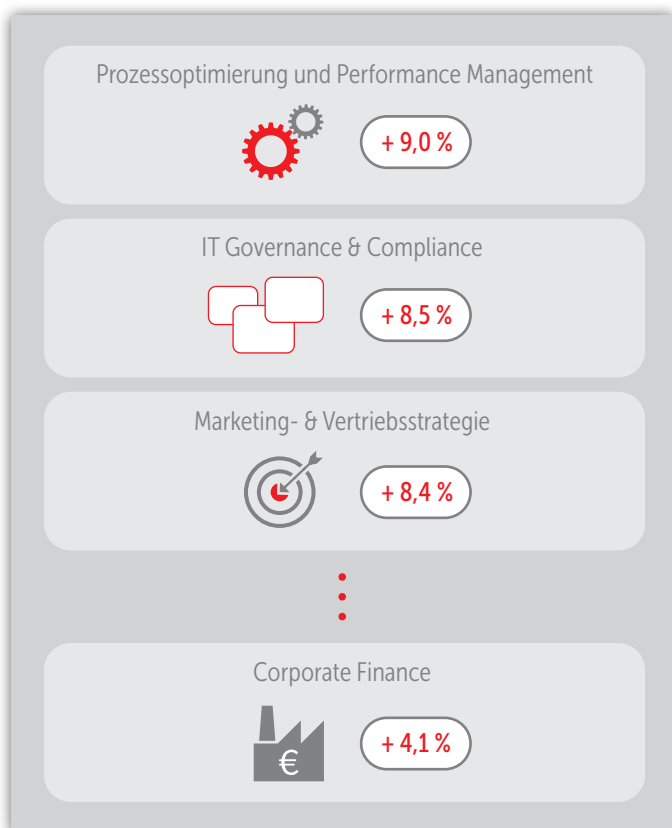 Prozessoptimierung und Performance Management
+ 9,0 %
IT Governance & Compliance
+ 8,5 %
Marketing- & Vertriebsstrategie
+ 8,4 %
Corporate Finance
€
+ 4,1 %